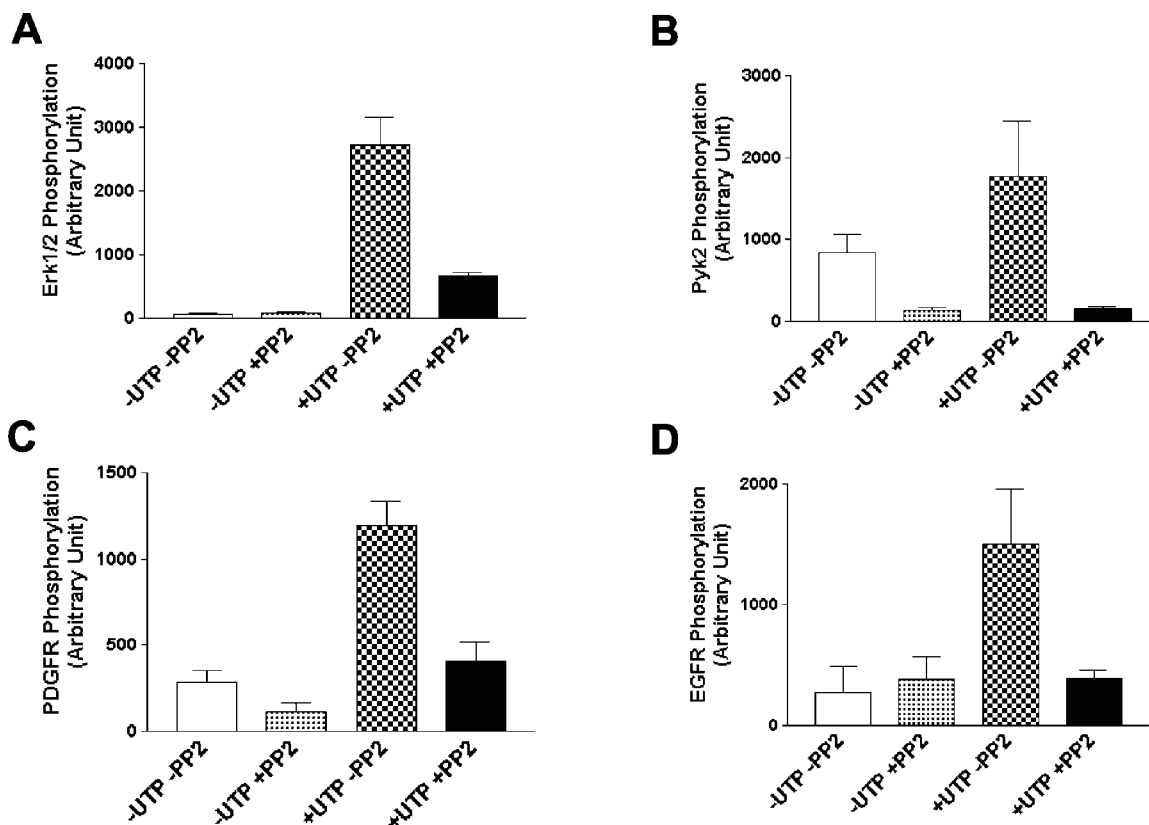 A
Erk1/2 Phosphorylation
(Arbitrary Unit)
4000
3000
2000
1000
0
-UTP -PP2
-UTP +PP2
+UTP -PP2
+UTP +PP2
B
Pyk2 Phosphorylation
(Arbitrary Unit)
3000
2000
1000
0
-UTP -PP2
-UTP +PP2
+UTP -PP2
+UTP +PP2
C
PDGFR Phosphorylation
(Arbitrary Unit)
1500
1000
500
0
-UTP -PP2
-UTP +PP2
+UTP -PP2
+UTP +PP2
D
EGFR Phosphorylation
(Arbitrary Unit)
2000
1000
0
-UTP -PP2
-UTP +PP2
+UTP -PP2
+UTP +PP2